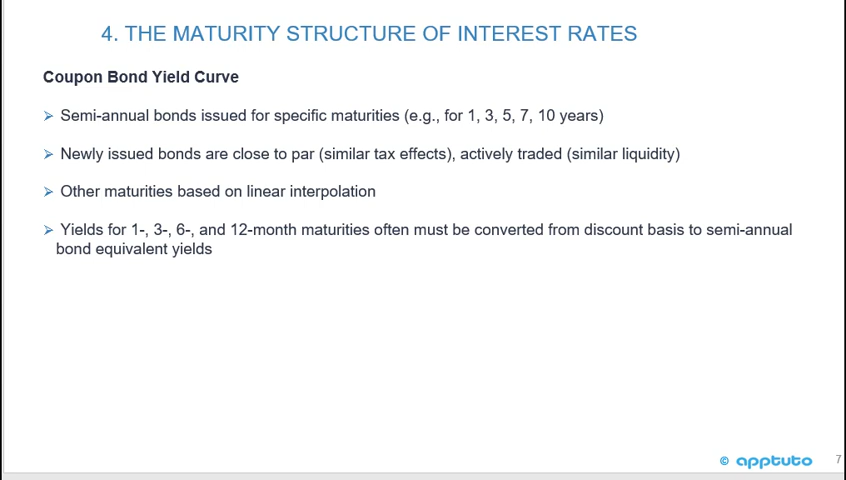 4. THE MATURITY STRUCTURE OF INTEREST RATES
Coupon Bond Yield Curve
➢ Semi-annual bonds issued for specific maturities (e.g., for 1, 3, 5, 7, 10 years)
➢ Newly issued bonds are close to par (similar tax effects), actively traded (similar liquidity)
➢ Other maturities based on linear interpolation
➢ Yields for 1-, 3-, 6-, and 12-month maturities often must be converted from discount basis to semi-annual
bond equivalent yields
© apptuto
7